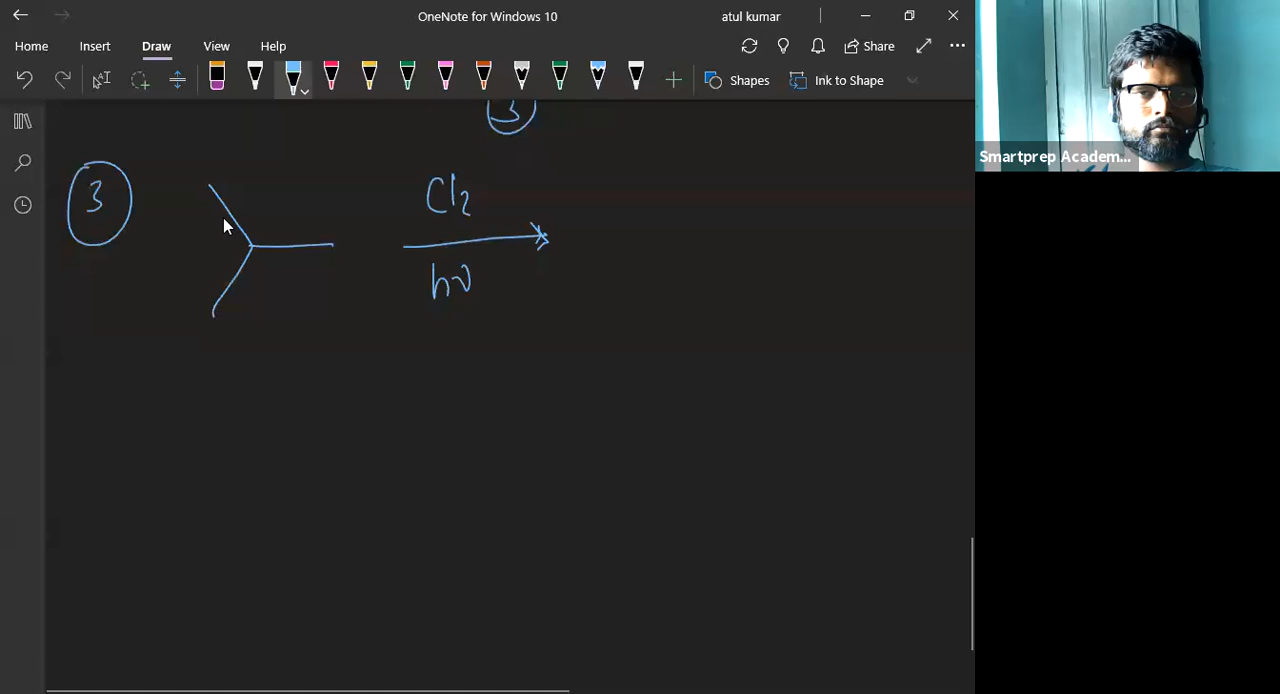 OneNote for Windows 10
atul kumar
Home Insert Draw View Help
Share
Shapes
Ink to Shape
3
3
Cl2
hν
Smartprep Academ...